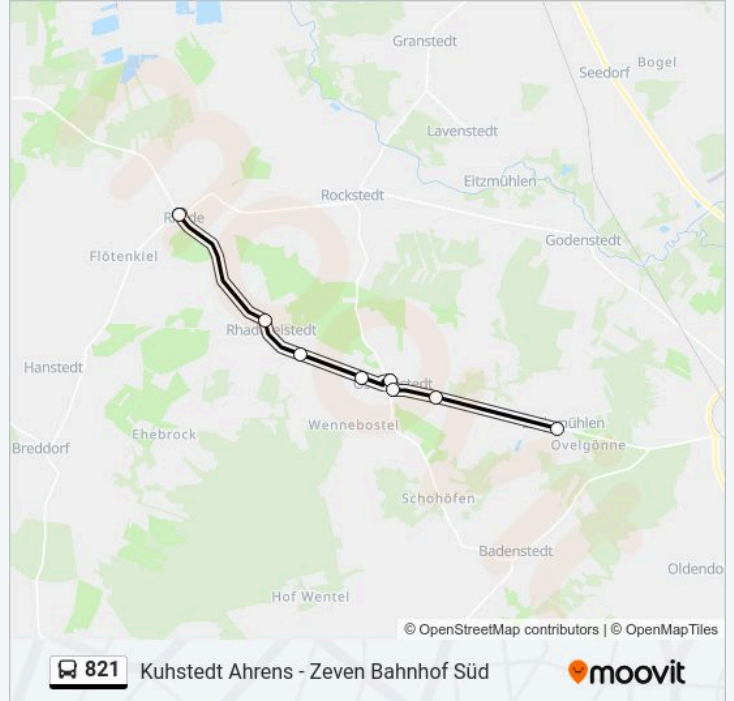 Granstedt
Bogel
Seedorf
Lavenstedt
Eitzmühlen
Rockstedt
Godenstedt
Flötenkiel
Hanstedt
Wennebostel
Ehebrock
Ovelgönne
Breddorf
Schohöfen
Badenstedt
Oldendo
Hof Wentel
© OpenStreetMap contributors | © OpenMapTiles
821 Kuhstedt Ahrens - Zeven Bahnhof Süd
moovit